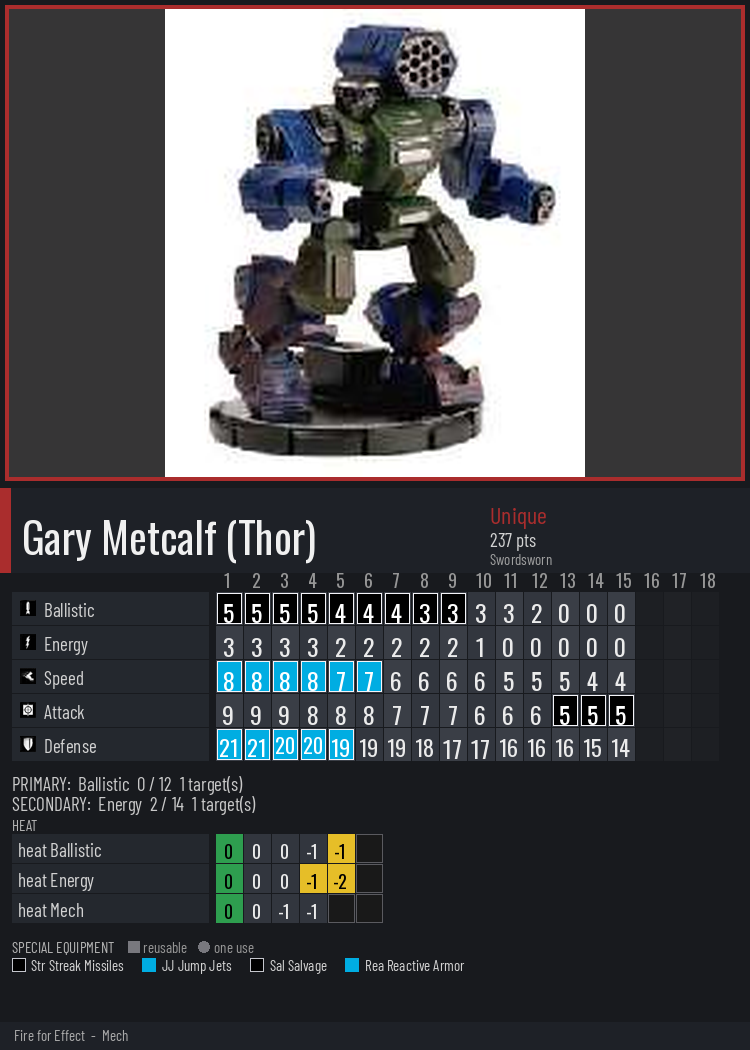 Gary Metcalf (Thor)
Unique
237 pts
Swordsworn
1 2 3 4 5 6 7 8 9 10 11 12 13 14 15 16 17 18
Ballistic 5 5 5 5 4 4 4 3 3 3 3 2 0 0 0
Energy 3 3 3 3 2 2 2 2 2 1 0 0 0 0 0
Speed 8 8 8 8 7 7 6 6 6 6 5 5 5 4 4
Attack 9 9 9 8 8 8 7 7 7 6 6 6 5 5 5
Defense 21 21 20 20 19 19 19 18 17 17 16 16 16 15 14
PRIMARY: Ballistic 0 / 12 1 target(s)
SECONDARY: Energy 2 / 14 1 target(s)
HEAT
heat Ballistic 0 0 0 -1 -1
heat Energy 0 0 0 -1 -2
heat Mech 0 0 -1 -1
SPECIAL EQUIPMENT reusable one use
Str Streak Missiles JJ Jump Jets Sal Salvage Rea Reactive Armor
Fire for Effect - Mech